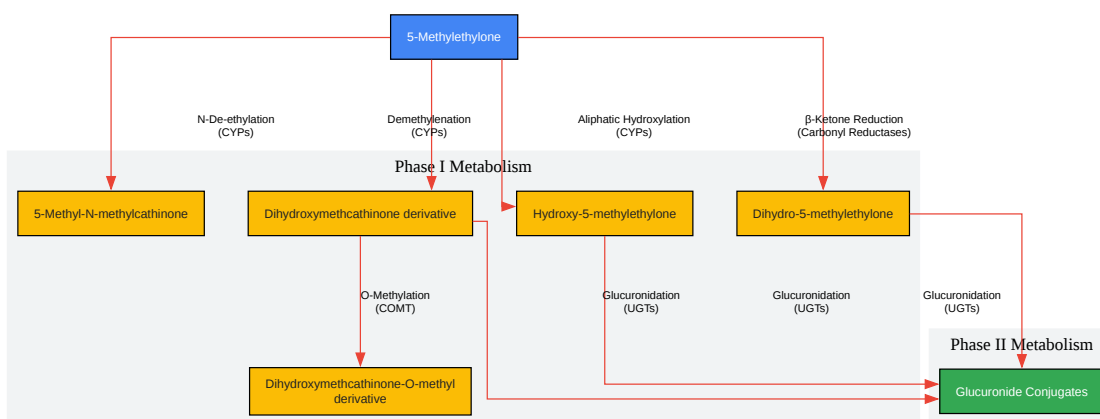 5-Methylethylone
N-De-ethylation
(CYPs)
Demethylenation
(CYPs)
Aliphatic Hydroxylation
(CYPs)
β-Ketone Reduction
(Carbonyl Reductases)
Phase I Metabolism
5-Methyl-N-methylcathinone
Dihydroxymethcathinone derivative
Hydroxy-5-methylethylone
Dihydro-5-methylethylone
O-Methylation
(COMT)
Glucuronidation
(UGTs)
Glucuronidation
(UGTs)
Glucuronidation
(UGTs)
Phase II Metabolism
Dihydroxymethcathinone-O-methyl
derivative
Glucuronide Conjugates